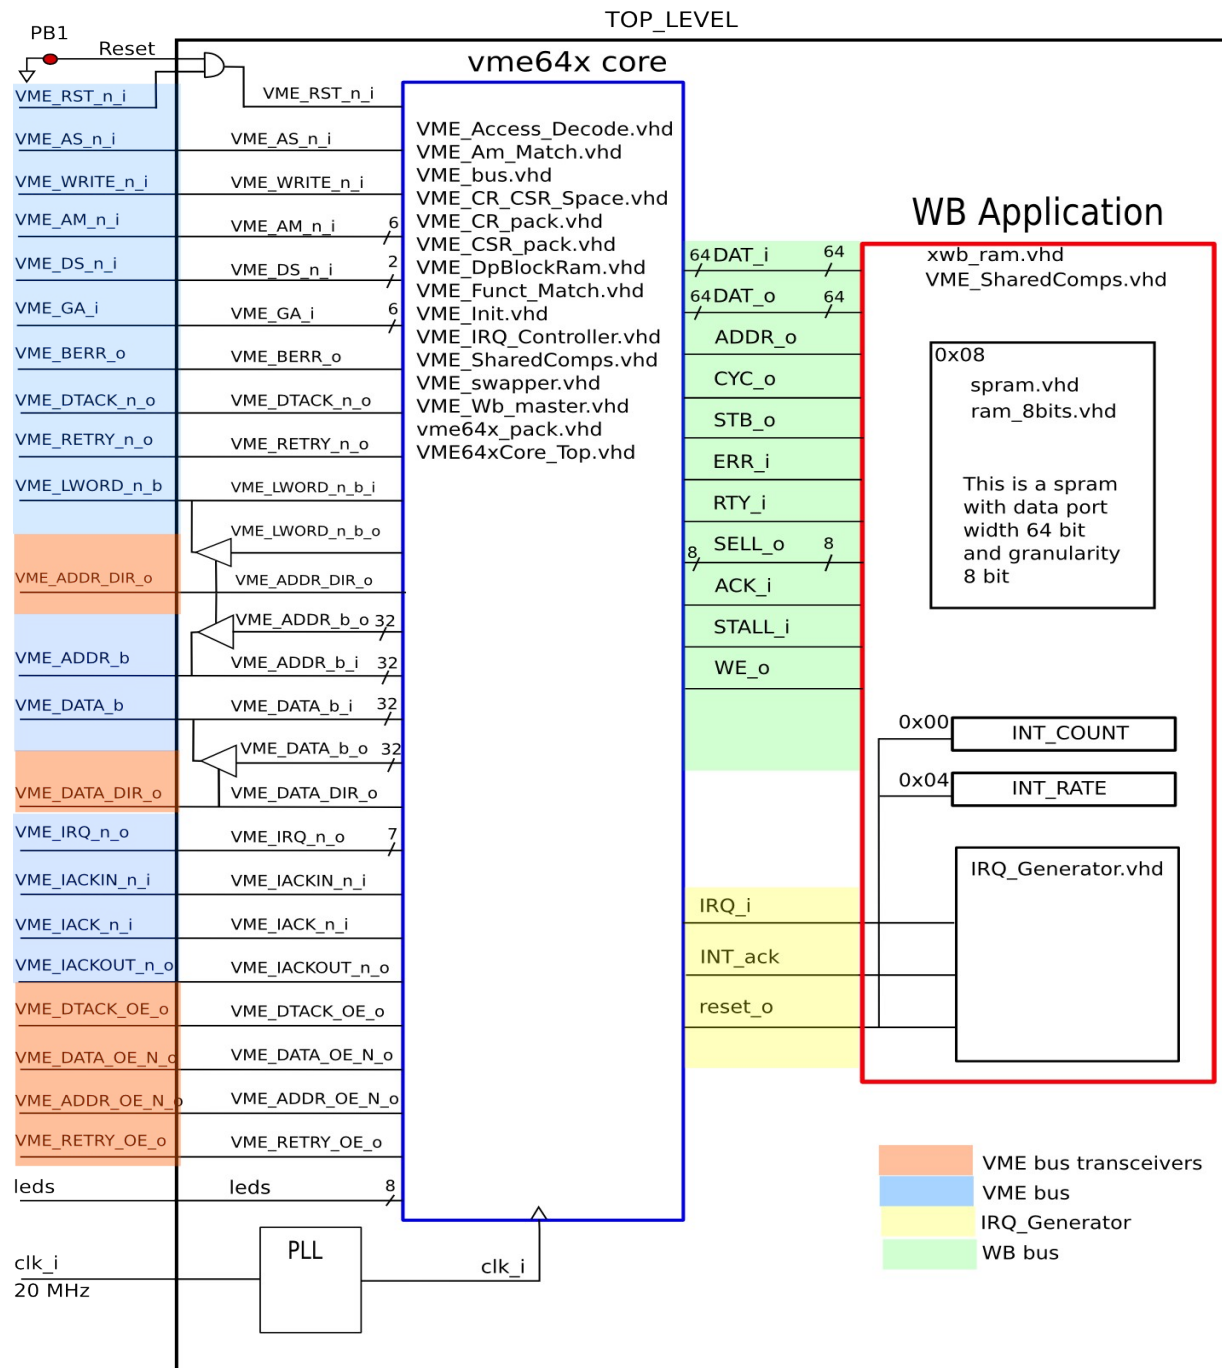 TOP_LEVEL
PB1
Reset
vme64x core
VME_RST_n_i
VME_RST_n_i
VME_AS_n_i
VME_AS_n_i
VME_WRITE_n_i
VME_WRITE_n_i
VME_AM_n_i
VME_AM_n_i
6
VME_DS_n_i
VME_DS_n_i
2
VME_GA_i
VME_GA_i
6
VME_BERR_o
VME_BERR_o
VME_DTACK_n_o
VME_DTACK_n_o
VME_RETRY_n_o
VME_RETRY_n_o
VME_LWORD_n_b
VME_LWORD_n_b_i
VME_LWORD_n_b_o
VME_ADDR_DIR_o
VME_ADDR_DIR_o
VME_ADDR_b_o
32
VME_ADDR_b
VME_ADDR_b_i
32
VME_DATA_b
VME_DATA_b_i
32
VME_DATA_b_o
32
VME_DATA_DIR_o
VME_DATA_DIR_o
VME_IRQ_n_o
VME_IRQ_n_o
7
VME_IACKIN_n_i
VME_IACKIN_n_i
VME_IACK_n_i
VME_IACK_n_i
VME_IACKOUT_n_o
VME_IACKOUT_n_o
VME_DTACK_OE_o
VME_DTACK_OE_o
VME_DATA_OE_N_o
VME_DATA_OE_N_o
VME_ADDR_OE_N_o
VME_ADDR_OE_N_o
VME_RETRY_OE_o
VME_RETRY_OE_o
leds
leds
8
clk_i
20 MHz
PLL
clk_i
VME_Access_Decode.vhd
VME_Am_Match.vhd
VME_bus.vhd
VME_CR_CSR_Space.vhd
VME_CR_pack.vhd
VME_CSR_pack.vhd
VME_DpBlockRam.vhd
VME_Funct_Match.vhd
VME_Init.vhd
VME_IRQ_Controller.vhd
VME_SharedComps.vhd
VME_swapper.vhd
VME_Wb_master.vhd
vme64x_pack.vhd
VME64xCore_Top.vhd
64 DAT_i 64
64 DAT_o 64
ADDR_o
CYC_o
STB_o
ERR_i
RTY_i
8 SELL_o 8
ACK_i
STALL_i
WE_o
IRQ_i
INT_ack
reset_o
WB Application
xwb_ram.vhd
VME_SharedComps.vhd
0x08
spram.vhd
ram_8bits.vhd
This is a spram
with data port
width 64 bit
and granularity
8 bit
0x00
INT_COUNT
0x04
INT_RATE
IRQ_Generator.vhd
VME bus transceivers
VME bus
IRQ_Generator
WB bus